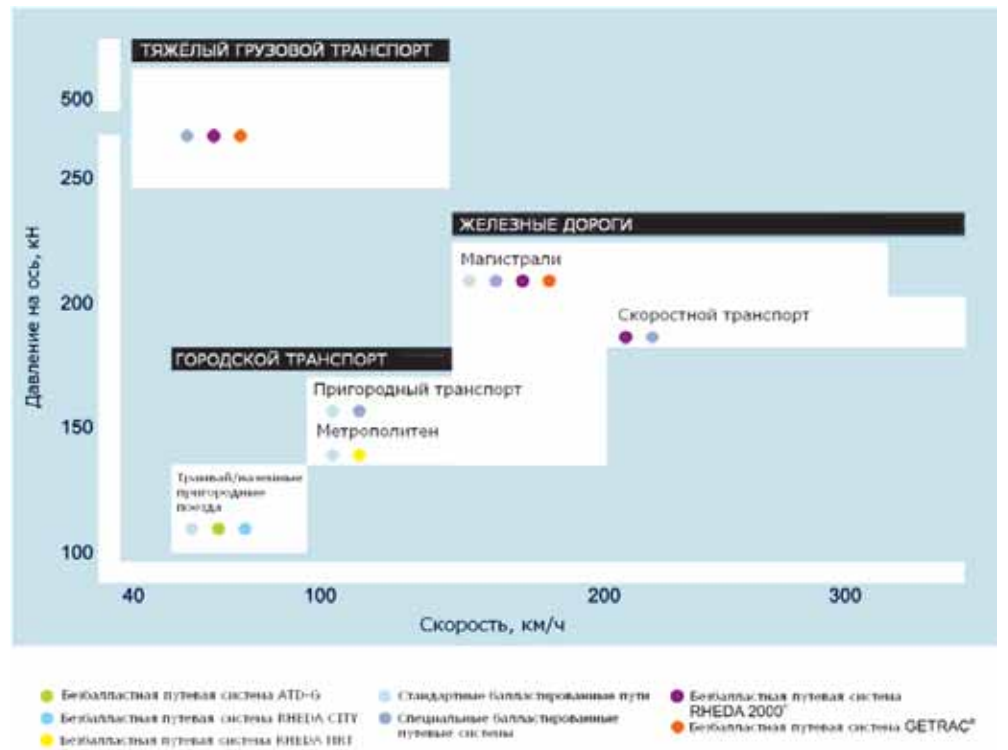 ТЯЖЕЛЫЙ ГРУЗОВОЙ ТРАНСПОРТ
500
250
ЖЕЛЕЗНЫЕ ДОРОГИ
Магистрали
200
Скоростной транспорт
ГОРОДСКОЙ ТРАНСПОРТ
Пригородный транспорт
150
Метрополитен
Трамвай/наземные
пригородные
поезда
100
Давление на ось, кН
40 100 200 300
Скорость, км/ч
Безбалластная путевая система ATD-G
Безбалластная путевая система RHEDA CITY
Безбалластная путевая система RHEDA MRT
Стандартные балластированные пути
Специальные балластированные
путевые системы
Безбалластная путевая система
RHEDA 2000®
Безбалластная путевая система GETRAC®